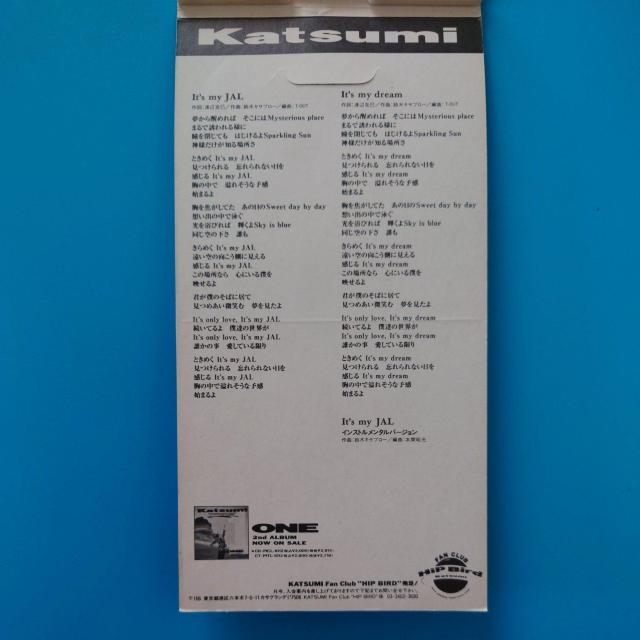 Katsumi
It's my JAL
作詞：渡辺克巳／作曲：鈴木キサブロー／編曲：T-007
夢から醒めれば そこにはMysterious place
まるで誘われる様に
瞳を閉じても はじけるよSparkling Sun
神様だけが知る場所さ
ときめく It's my JAL
見つけられる 忘れられない日を
感じる It's my JAL
胸の中で 溢れそうな予感
始まるよ
胸を焦がしてた あの日のSweet day by day
想い出の中で泳ぐ
光を浴びれば 輝くよSky is blue
同じ空の下さ 誰も
きらめく It's my JAL
遠い空の向こう側に見える
感じる It's my JAL
この場所なら 心にいる僕を
映せるよ
君が僕のそばに居て
見つめあい微笑む 夢を見たよ
It's only love, It's my JAL
続いてるよ 僕達の世界が
It's only love, It's my JAL
誰かの事 愛している限り
ときめく It's my JAL
見つけられる 忘れられない日を
感じる It's my JAL
胸の中で溢れそうな予感
始まるよ
It's my dream
作詞：渡辺克巳／作曲：鈴木キサブロー／編曲：T-007
夢から醒めれば そこにはMysterious place
まるで誘われる様に
瞳を閉じても はじけるよSparkling Sun
神様だけが知る場所さ
ときめく It's my dream
見つけられる 忘れられない日を
感じる It's my dream
胸の中で 溢れそうな予感
始まるよ
胸を焦がしてた あの日のSweet day by day
想い出の中で泳ぐ
光を浴びれば 輝くよSky is blue
同じ空の下さ 誰も
きらめく It's my dream
遠い空の向こう側に見える
感じる It's my dream
この場所なら 心にいる僕を
映せるよ
君が僕のそばに居て
見つめあい微笑む 夢を見たよ
It's only love, It's my dream
続いてるよ 僕達の世界が
It's only love, It's my dream
誰かの事 愛している限り
ときめく It's my dream
見つけられる 忘れられない日を
感じる It's my dream
胸の中で溢れそうな予感
始まるよ
It's my JAL
インストルメンタルバージョン
作曲：鈴木キサブロー／編曲：本間昭光
Katsumi
ONE
2nd ALBUM
NOW ON SALE
KATSUMI Fan Club "HIP BIRD" 発足!
FAN CLUB
HIP Bird